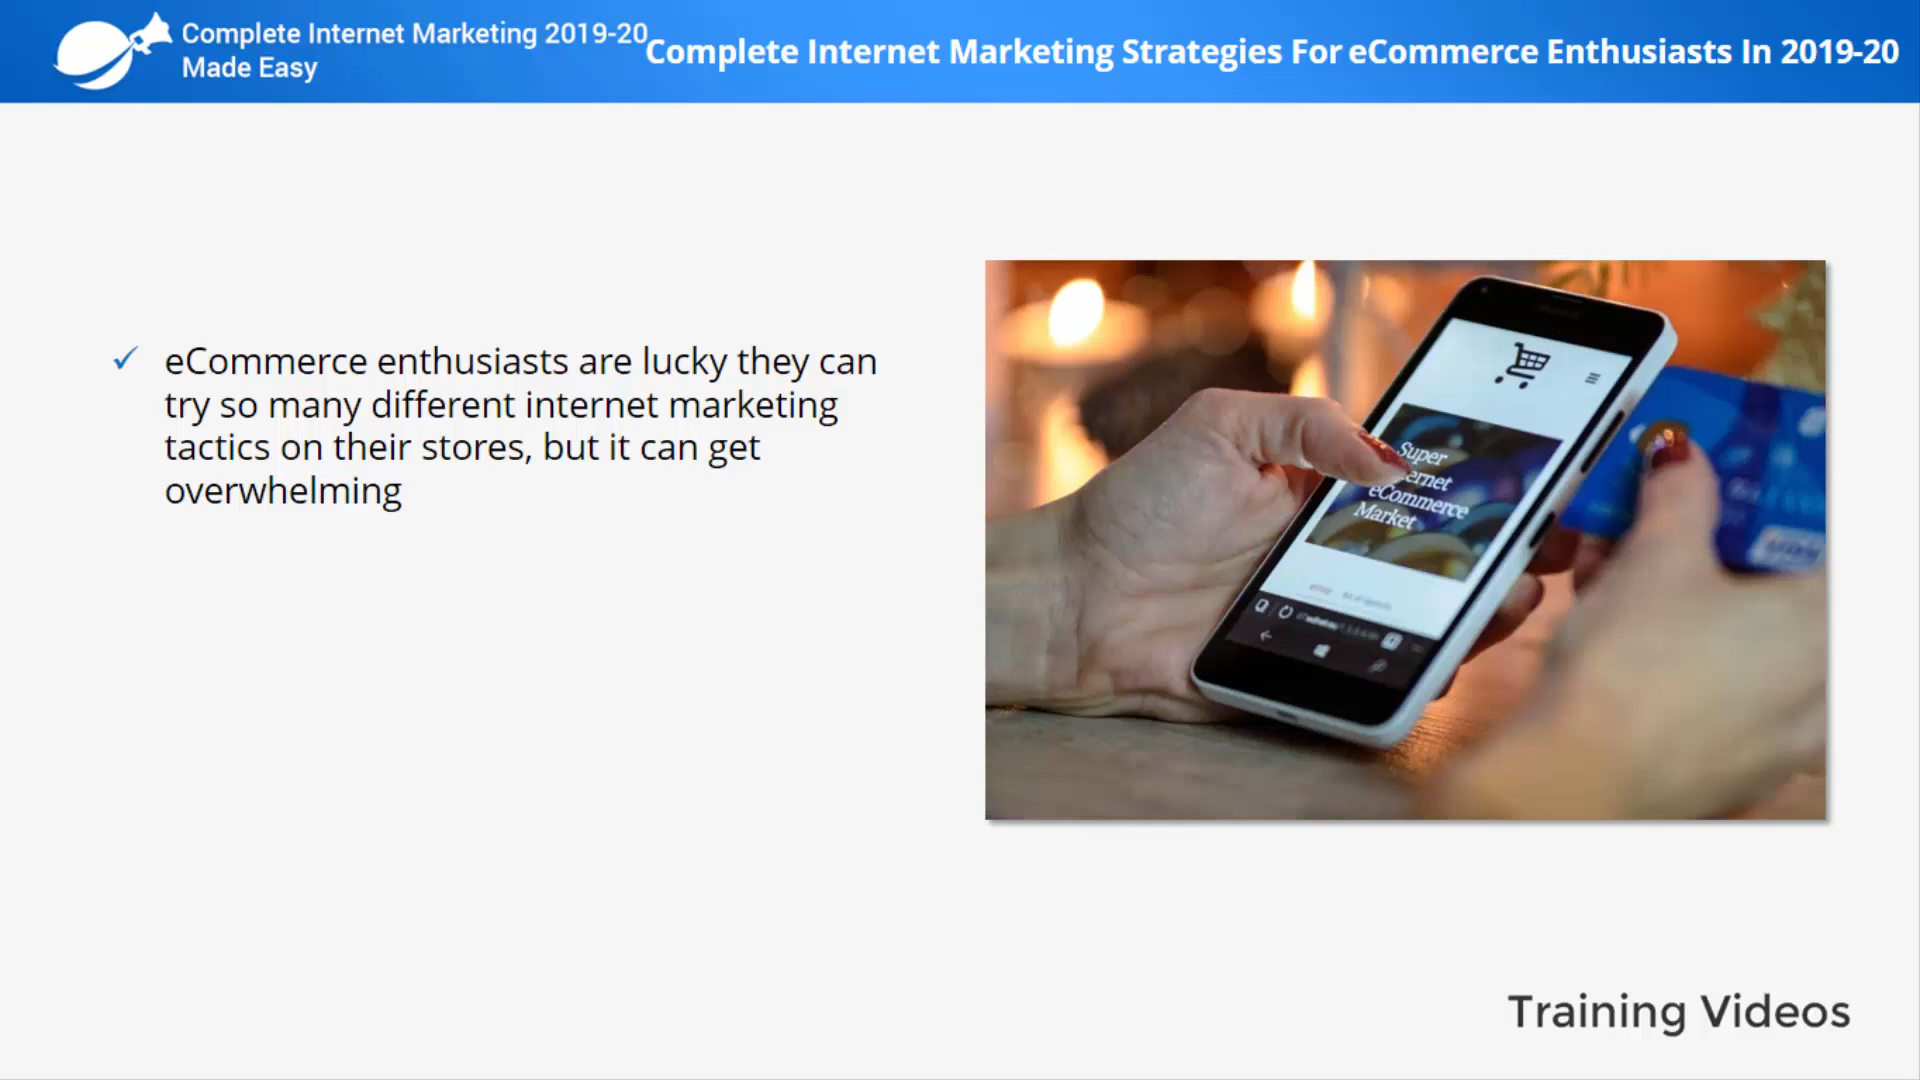 Complete Internet Marketing 2019-20
Made Easy
Complete Internet Marketing Strategies For eCommerce Enthusiasts In 2019-20
✓ eCommerce enthusiasts are lucky they can
try so many different internet marketing
tactics on their stores, but it can get
overwhelming
Super
ernet
eCommerce
Market
Training Videos